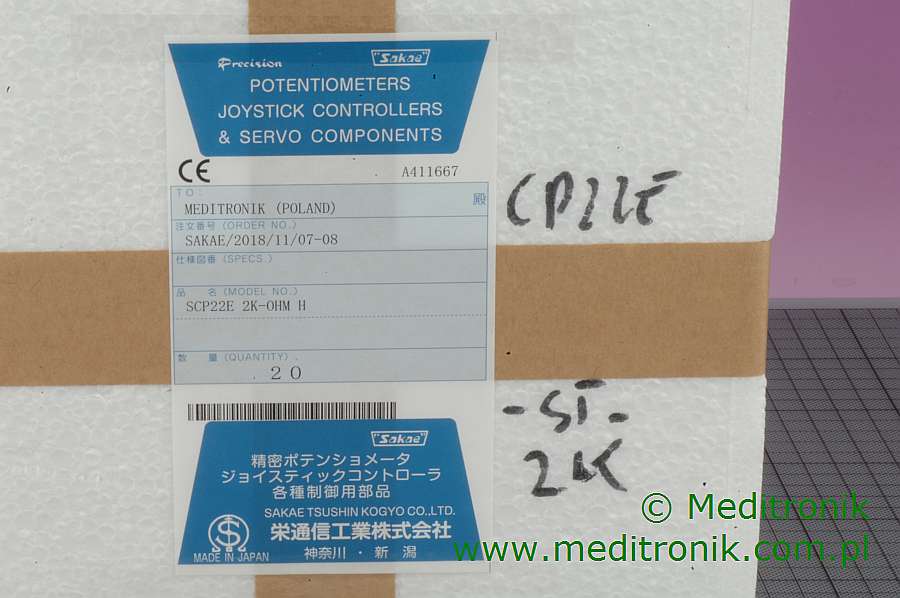 Precision "Sakae"
POTENTIOMETERS
JOYSTICK CONTROLLERS
& SERVO COMPONENTS
CE A411667
TO:
MEDITRONIK (POLAND) 殿
注文番号 (ORDER NO.)
SAKAE/2018/11/07-08
仕様図番 (SPECS.)
品 名 (MODEL NO.)
SCP22E 2K-OHM H
数 量 (QUANTITY).
20
"Sakae"
精密ポテンショメータ
ジョイスティックコントローラ
各種制御用部品
SAKAE TSUSHIN KOGYO CO.,LTD.
栄通信工業株式会社
MADE IN JAPAN 神奈川・新潟
CP22E
-ST-
2K
© Meditronik
www.meditronik.com.pl